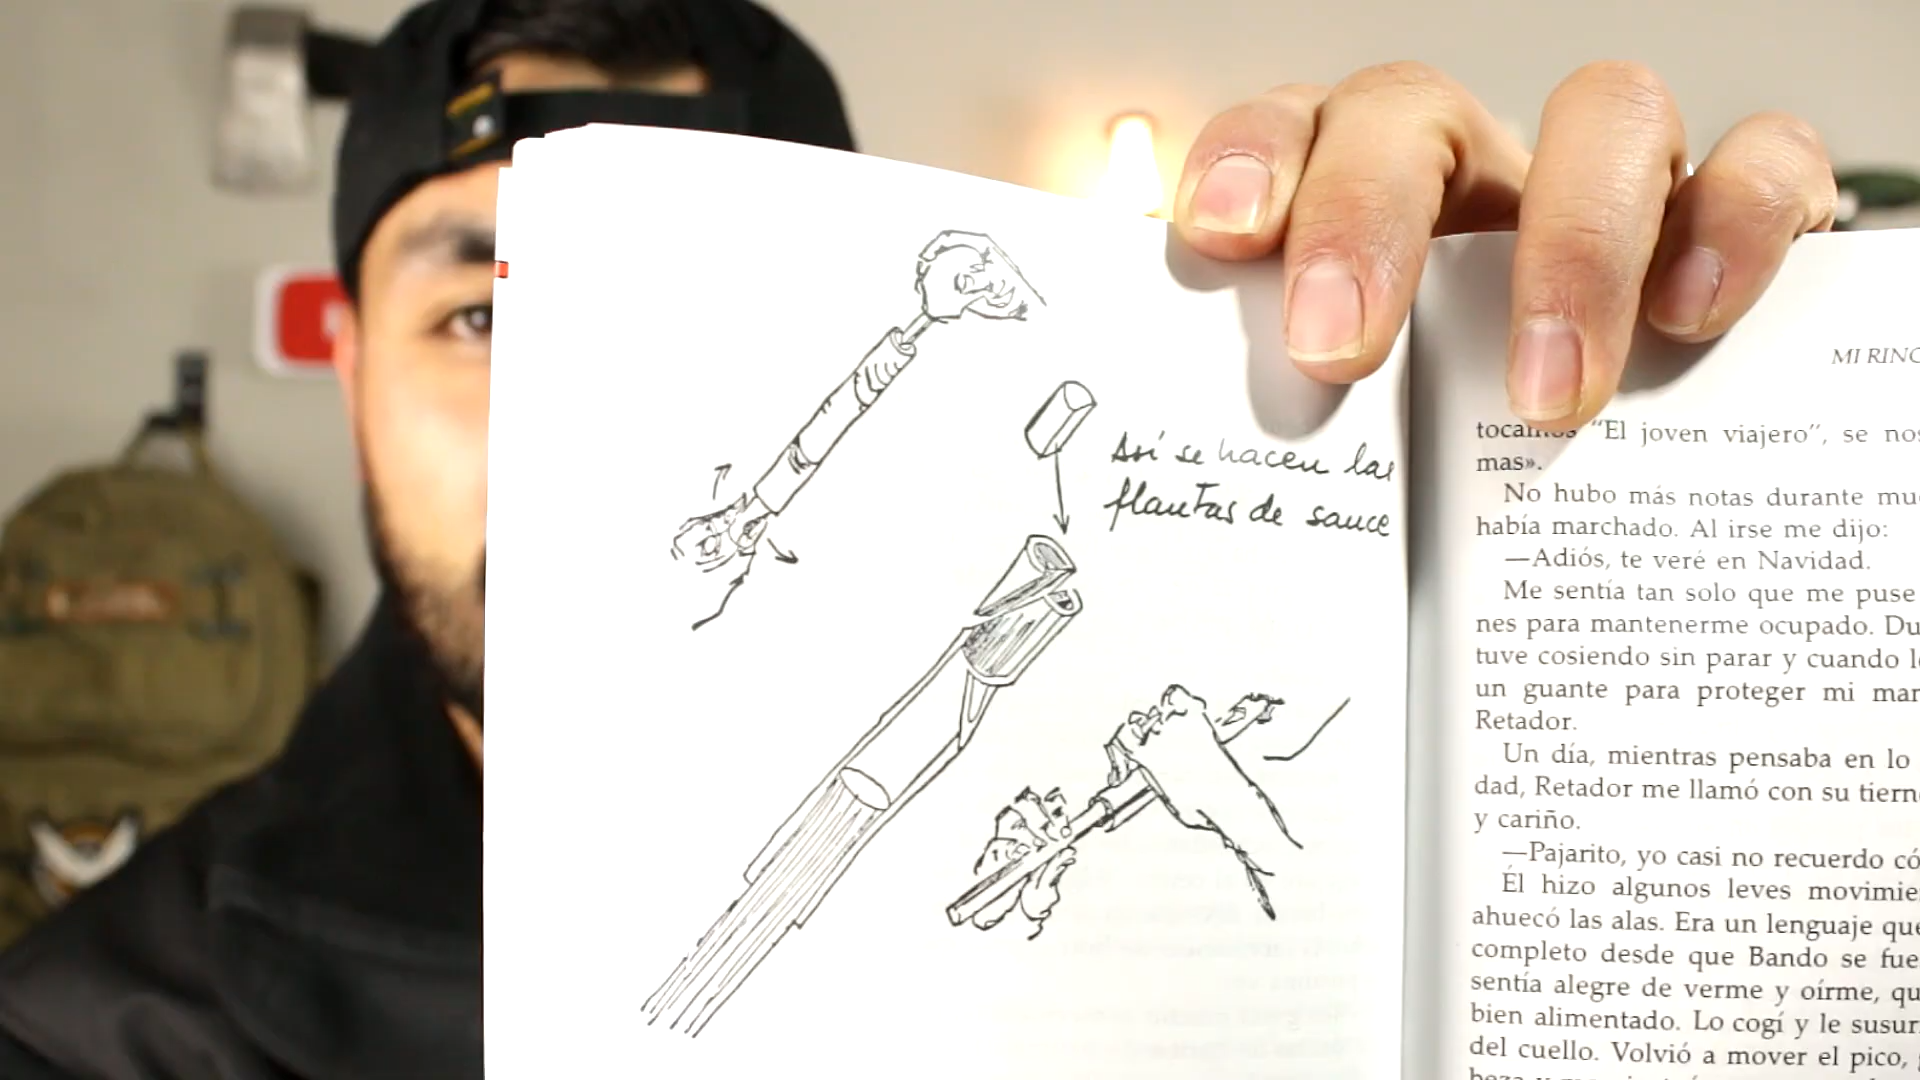 Así se hacen las
flautas de sauce
MI RINC
tocamos “El joven viajero”, se nos
mas».
No hubo más notas durante muc
había marchado. Al irse me dijo:
—Adiós, te veré en Navidad.
Me sentía tan solo que me puse
nes para mantenerme ocupado. Du
tuve cosiendo sin parar y cuando l
un guante para proteger mi mar
Retador.
Un día, mientras pensaba en lo
dad, Retador me llamó con su tiern
y cariño.
—Pajarito, yo casi no recuerdo có
Él hizo algunos leves movimie
ahuecó las alas. Era un lenguaje que
completo desde que Bando se fue
sentía alegre de verme y oírme, qu
bien alimentado. Lo cogí y le susur
del cuello. Volvió a mover el pico,